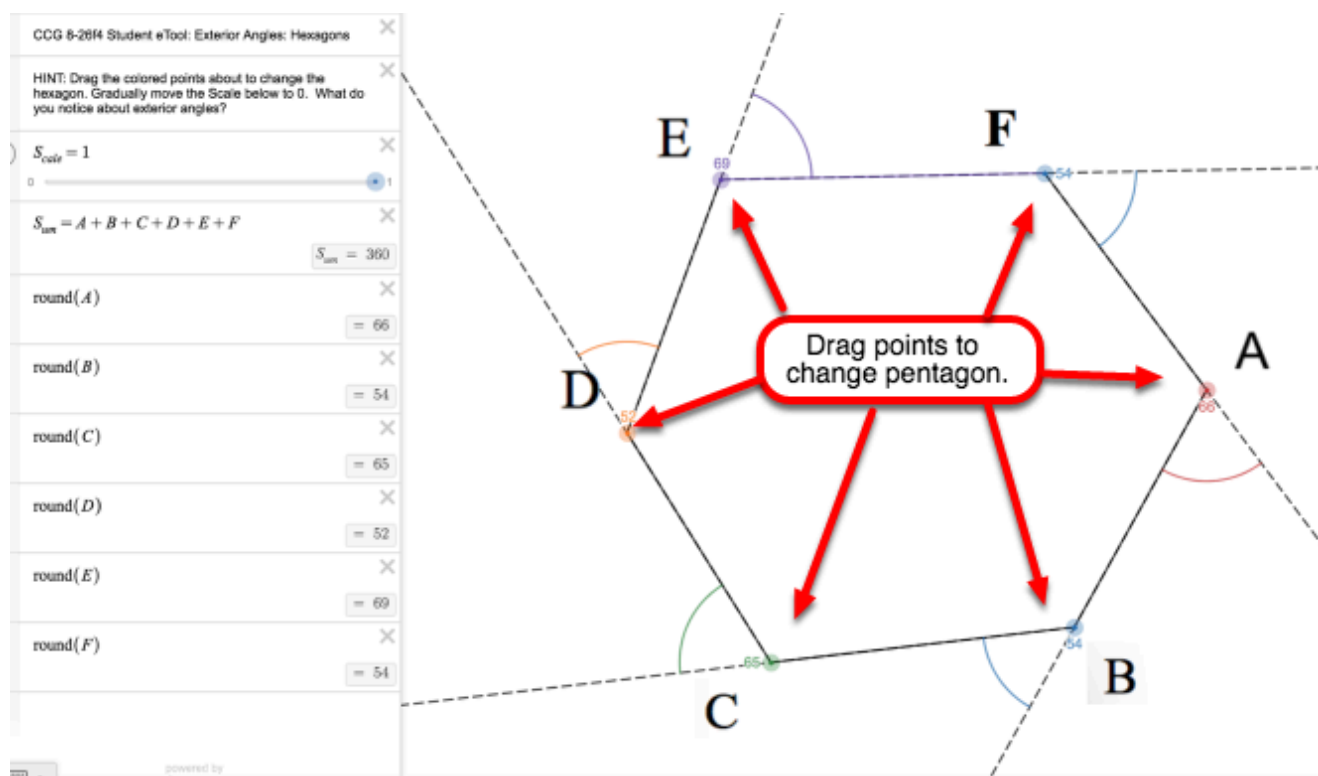 CCG 8-26f4 Student eTool: Exterior Angles: Hexagons
HINT: Drag the colored points about to change the
hexagon. Gradually move the Scale below to 0. What do
you notice about exterior angles?
S_cale = 1
0 1
S_um = A + B + C + D + E + F
S_um = 360
round(A)
= 66
round(B)
= 54
round(C)
= 65
round(D)
= 52
round(E)
= 69
round(F)
= 54
powered by
E
69
F
54
D
52
A
66
Drag points to
change pentagon.
65
C
54
B